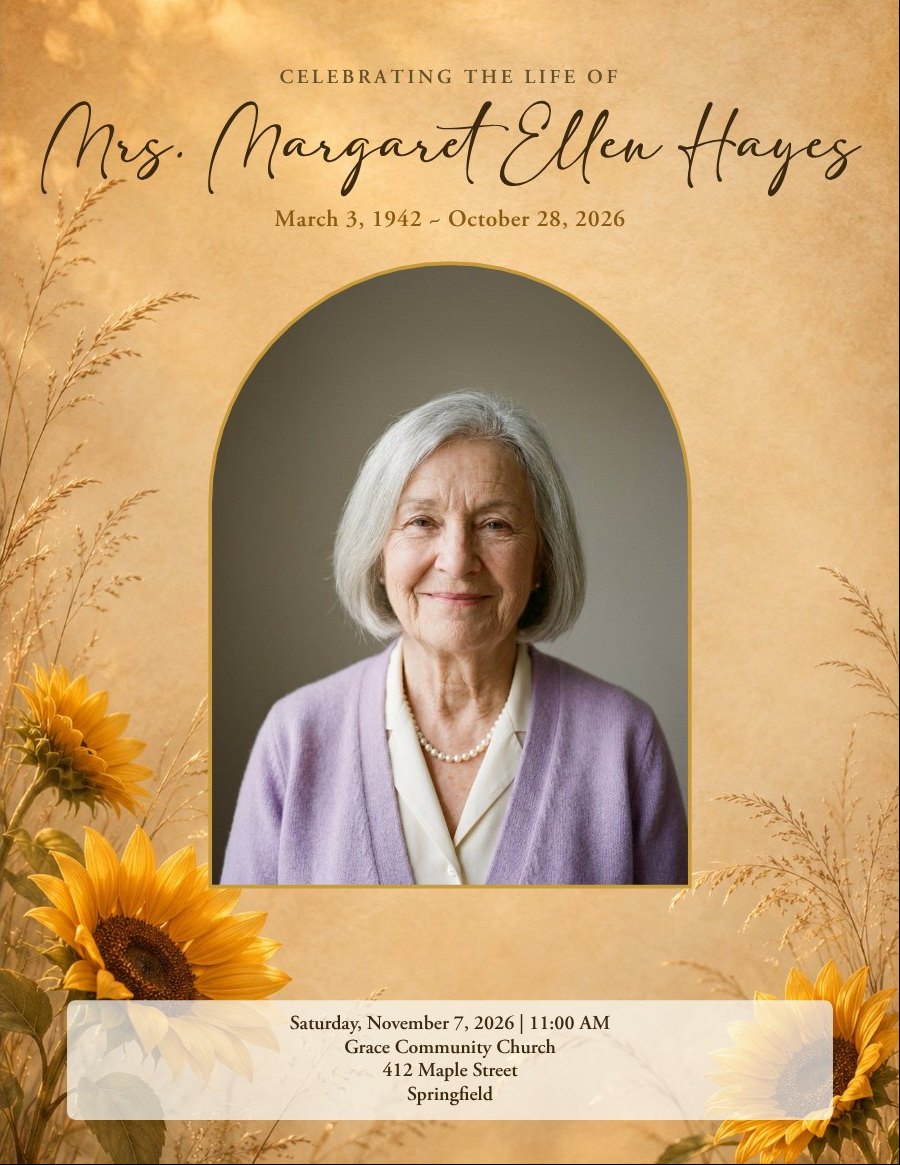 CELEBRATING THE LIFE OF
Mrs. Margaret Ellen Hayes
March 3, 1942 ~ October 28, 2026
Saturday, November 7, 2026 | 11:00 AM
Grace Community Church
412 Maple Street
Springfield